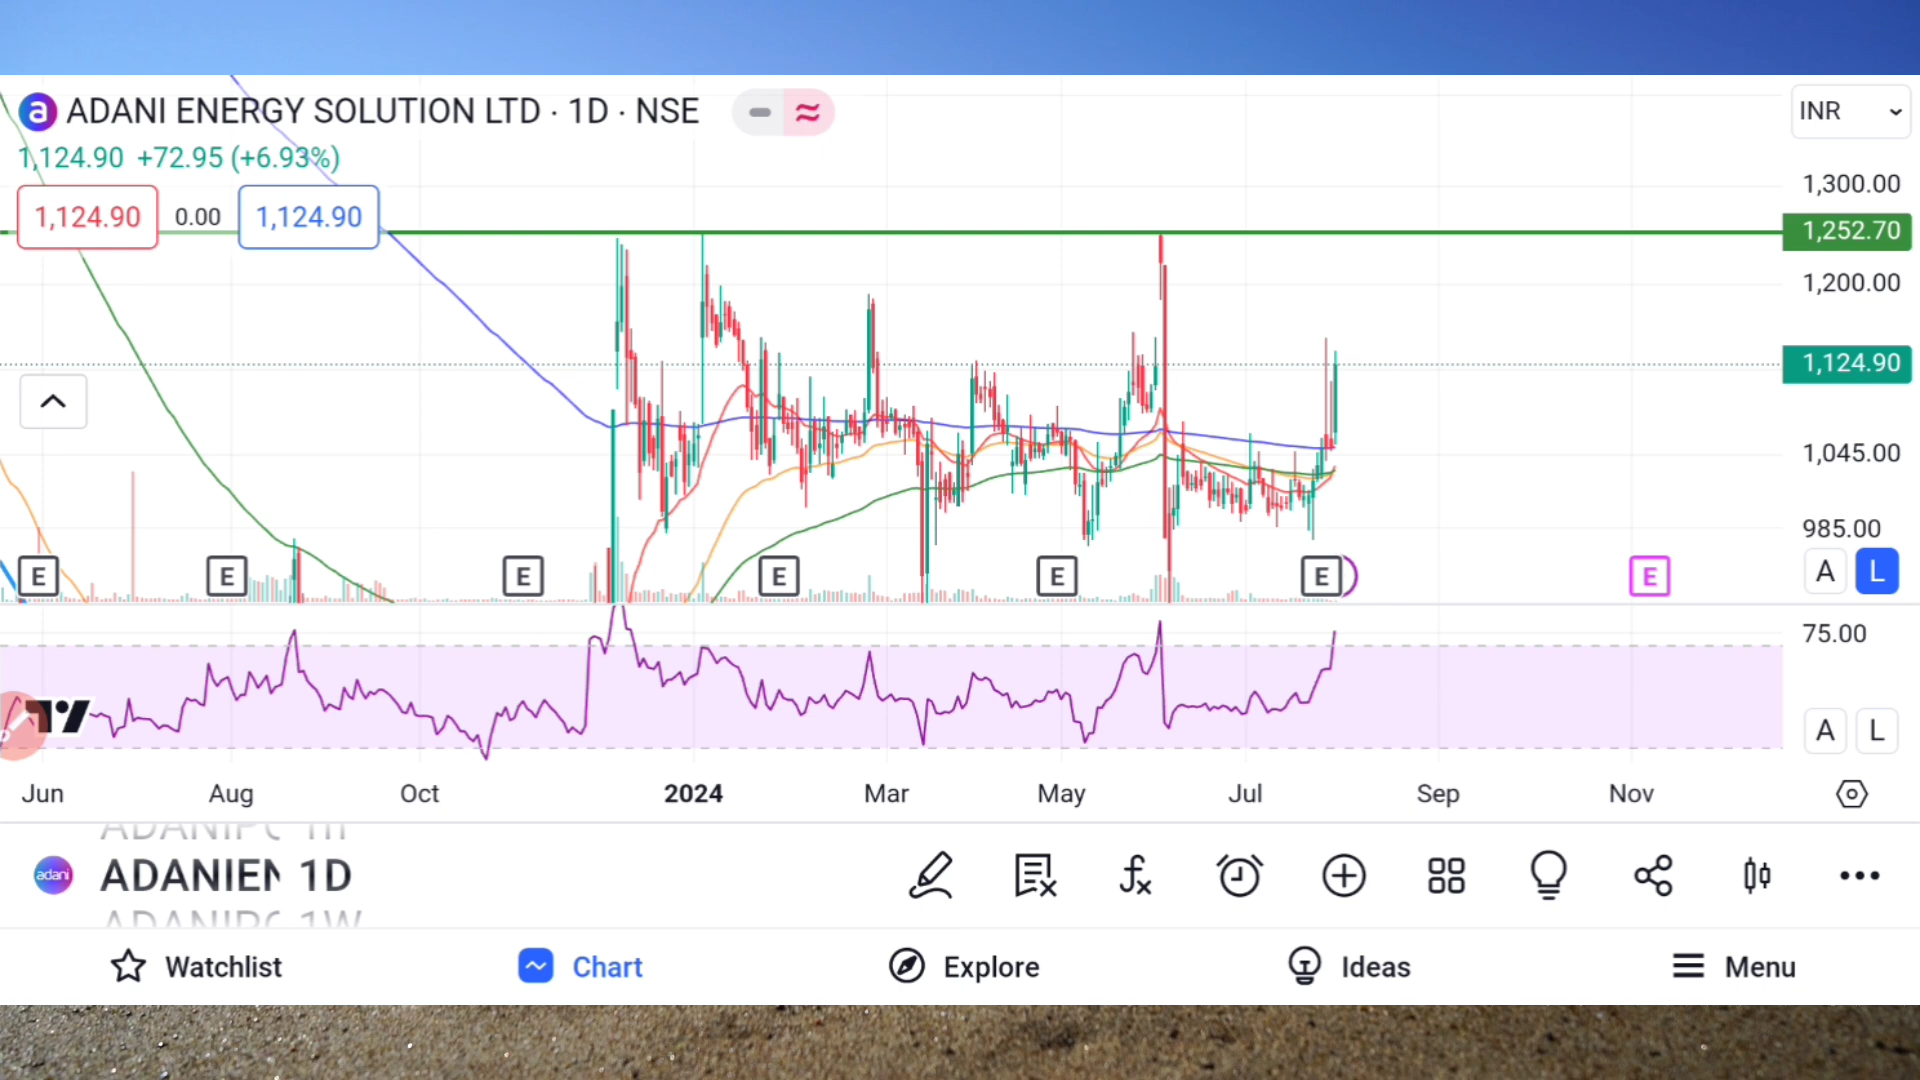 a ADANI ENERGY SOLUTION LTD · 1D · NSE
INR
1,124.90 +72.95 (+6.93%)
1,124.90 0.00 1,124.90
1,300.00
1,252.70
1,200.00
1,124.90
1,045.00
985.00
E E E E E E E
A L
75.00
A L
Jun Aug Oct 2024 Mar May Jul Sep Nov
adani ADANIEN 1D
1W
Watchlist Chart Explore Ideas Menu